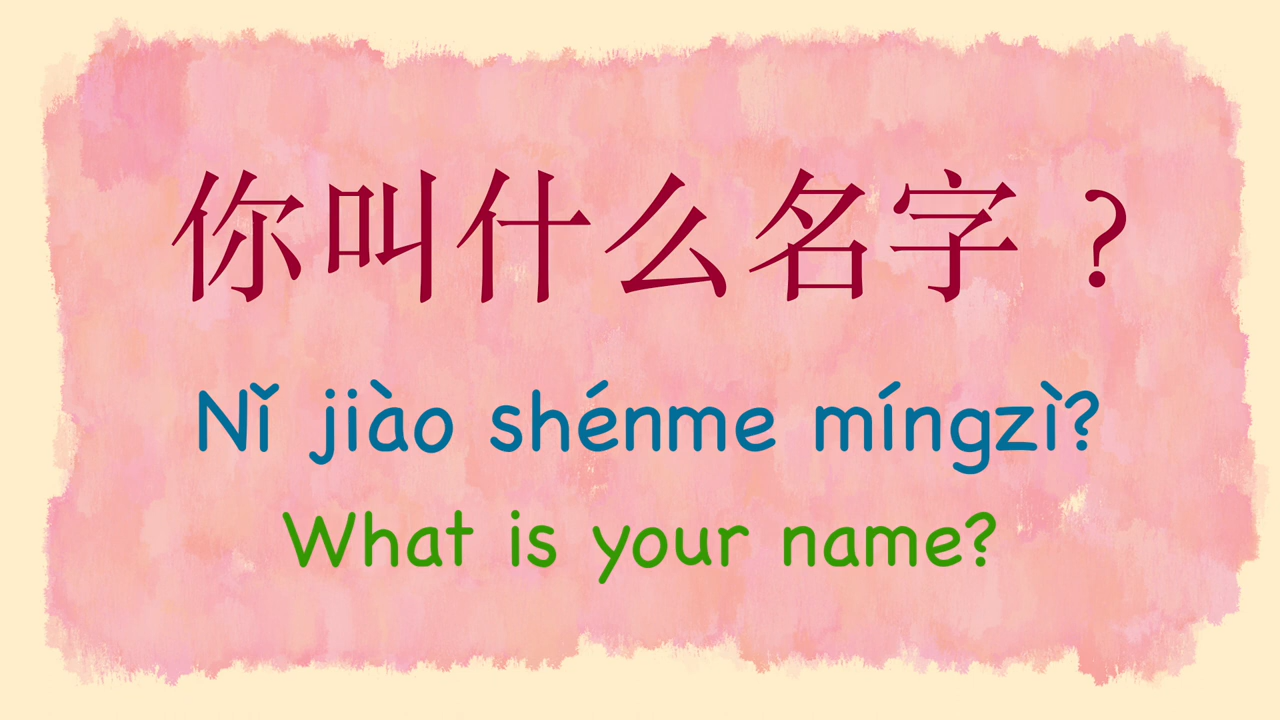 你叫什么名字？
Nǐ jiào shénme míngzì?
What is your name?